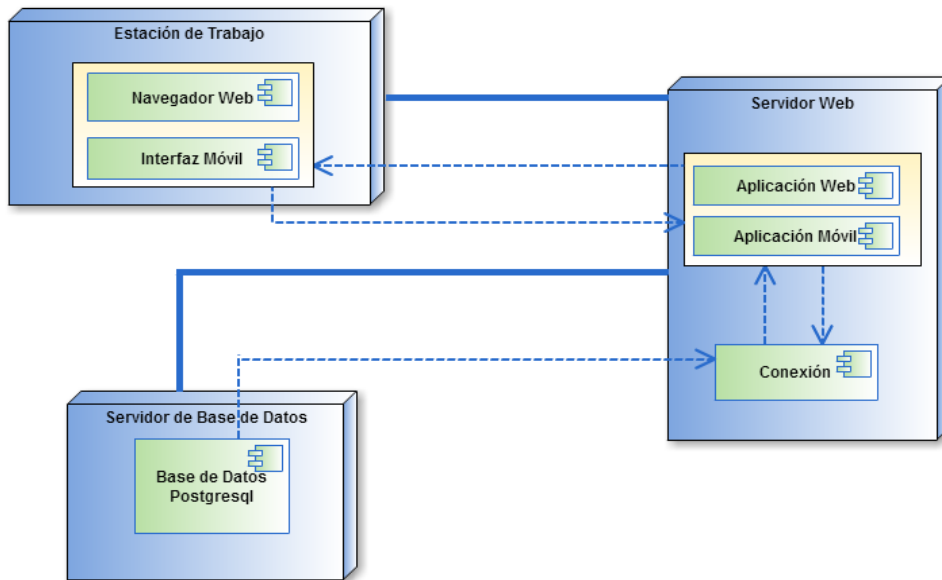 Estación de Trabajo
Navegador Web
Interfaz Móvil
Servidor Web
Aplicación Web
Aplicación Móvil
Conexión
Servidor de Base de Datos
Base de Datos
Postgresql